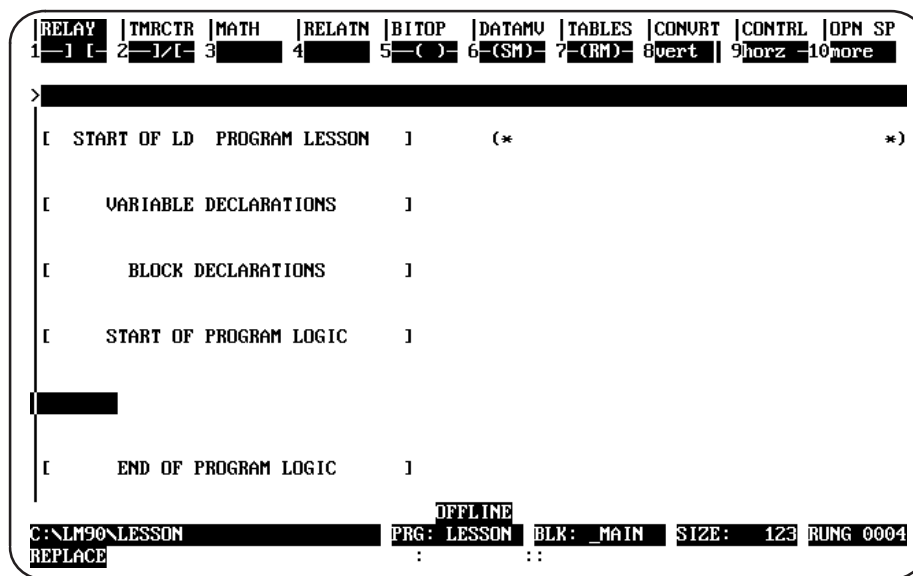 RELAY |TMRCTR |MATH |RELATN |BITOP |DATAMV |TABLES |CONVRT |CONTRL |OPN SP
1—] [— 2—]/[— 3 4 5—( )— 6—(SM)— 7—(RM)— 8vert | 9horz —10more
>
[ START OF LD PROGRAM LESSON ] (* *)
[ VARIABLE DECLARATIONS ]
[ BLOCK DECLARATIONS ]
[ START OF PROGRAM LOGIC ]
[ END OF PROGRAM LOGIC ]
OFFLINE
C:\LM90\LESSON PRG: LESSON BLK: _MAIN SIZE: 123 RUNG 0004
REPLACE : ::